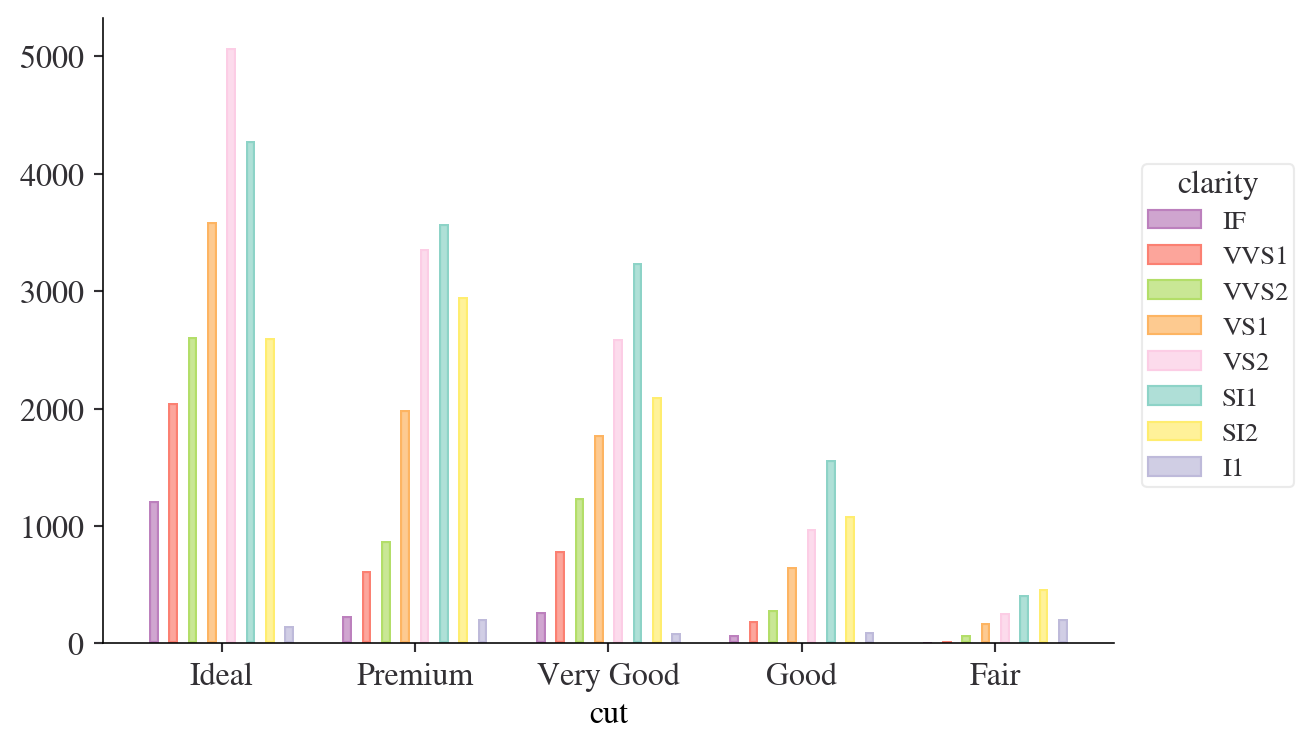 5000
4000
3000
2000
1000
0
Ideal
Premium
Very Good
Good
Fair
cut
clarity
IF
VVS1
VVS2
VS1
VS2
SI1
SI2
I1